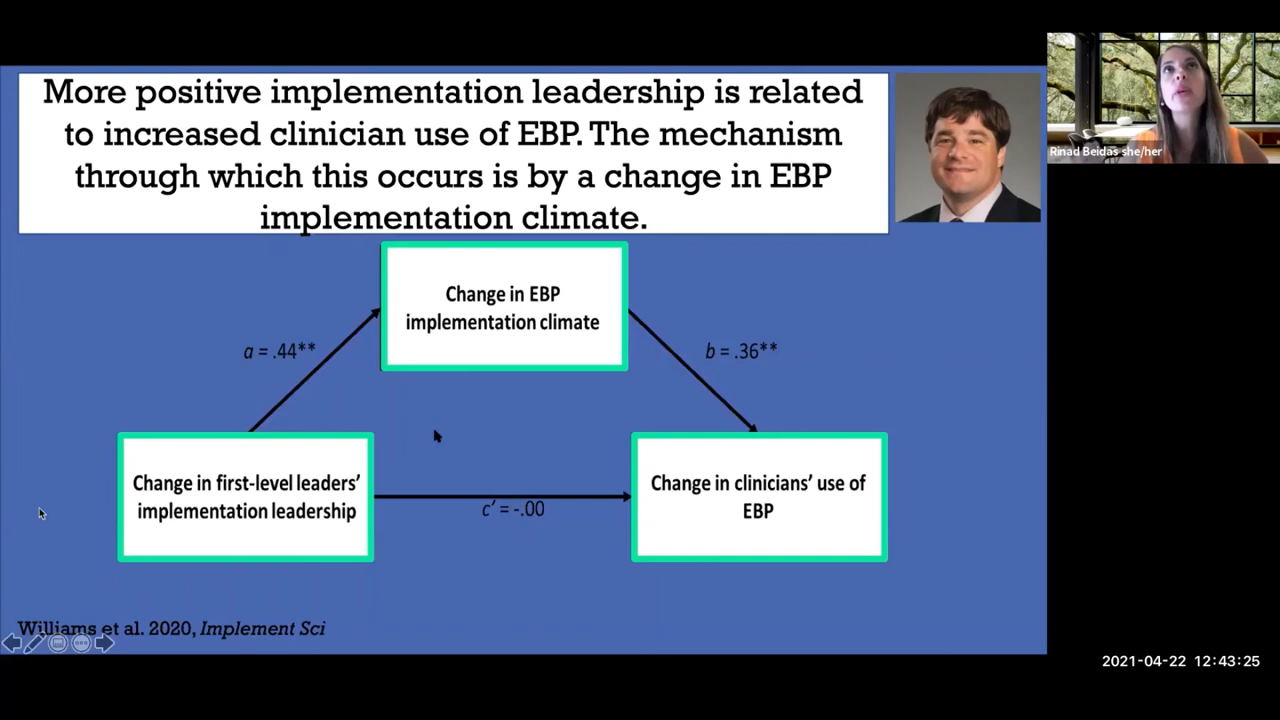 More positive implementation leadership is related
to increased clinician use of EBP. The mechanism
through which this occurs is by a change in EBP
implementation climate.
Rinad Beidas she/her
Change in EBP
implementation climate
a = .44**
b = .36**
Change in first-level leaders’
implementation leadership
c’ = -.00
Change in clinicians’ use of
EBP
Williams et al. 2020, Implement Sci
2021-04-22 12:43:25